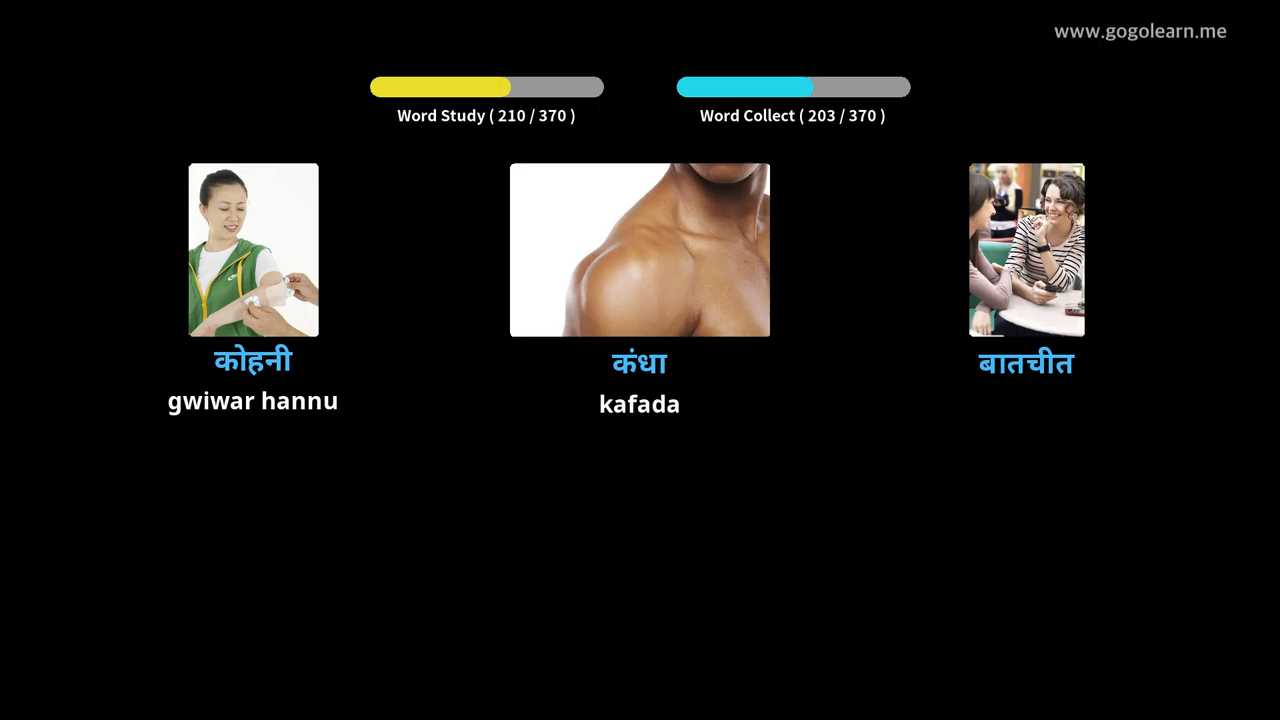 www.gogolearn.me
Word Study ( 210 / 370 )
Word Collect ( 203 / 370 )
कोहनी
कंधा
बातचीत
gwiwar hannu
kafada